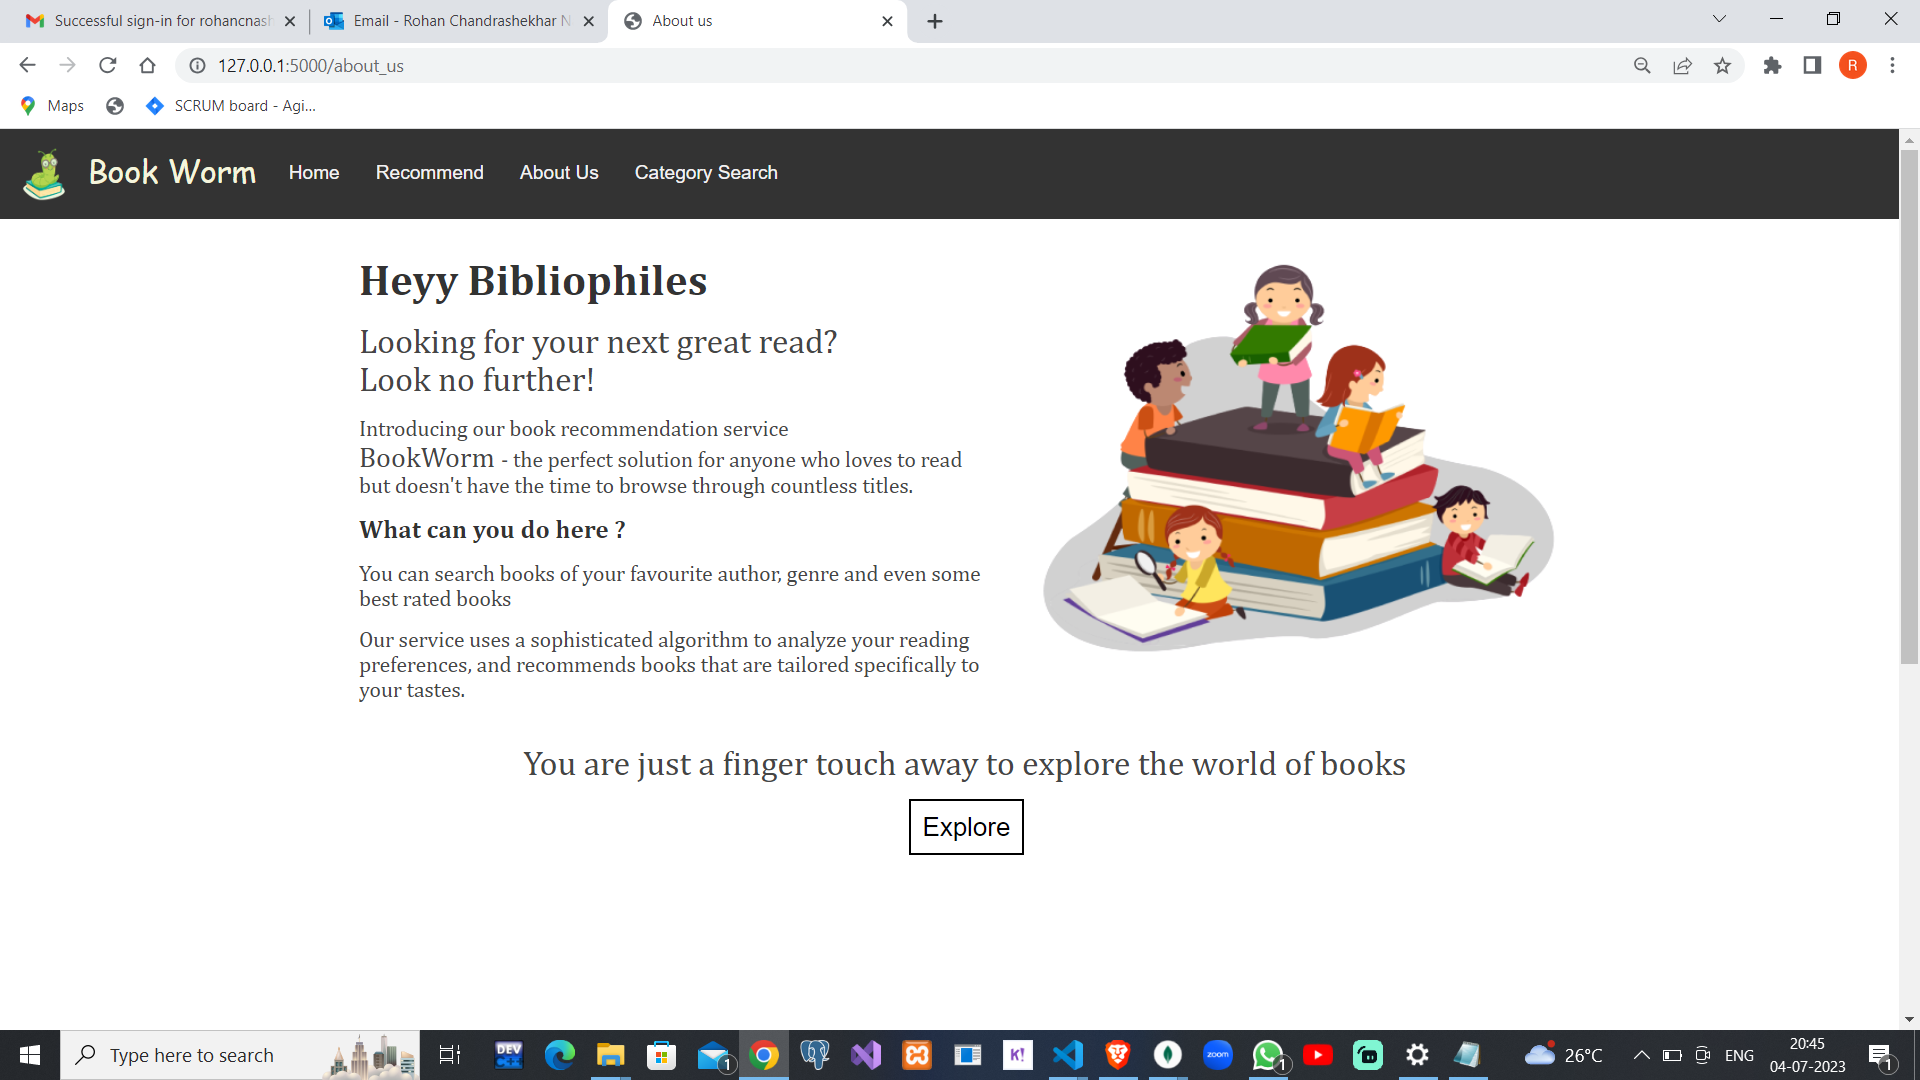 Successful sign-in for rohancnash
Email - Rohan Chandrashekhar N
About us
127.0.0.1:5000/about_us
R
Maps
SCRUM board - Agi...
Book Worm
Home
Recommend
About Us
Category Search
Heyy Bibliophiles
Looking for your next great read?
Look no further!
Introducing our book recommendation service
BookWorm - the perfect solution for anyone who loves to read
but doesn't have the time to browse through countless titles.
What can you do here ?
You can search books of your favourite author, genre and even some
best rated books
Our service uses a sophisticated algorithm to analyze your reading
preferences, and recommends books that are tailored specifically to
your tastes.
You are just a finger touch away to explore the world of books
Explore
Type here to search
DEV
1
K!
zoom
1
26°C
ENG
20:45
04-07-2023
1